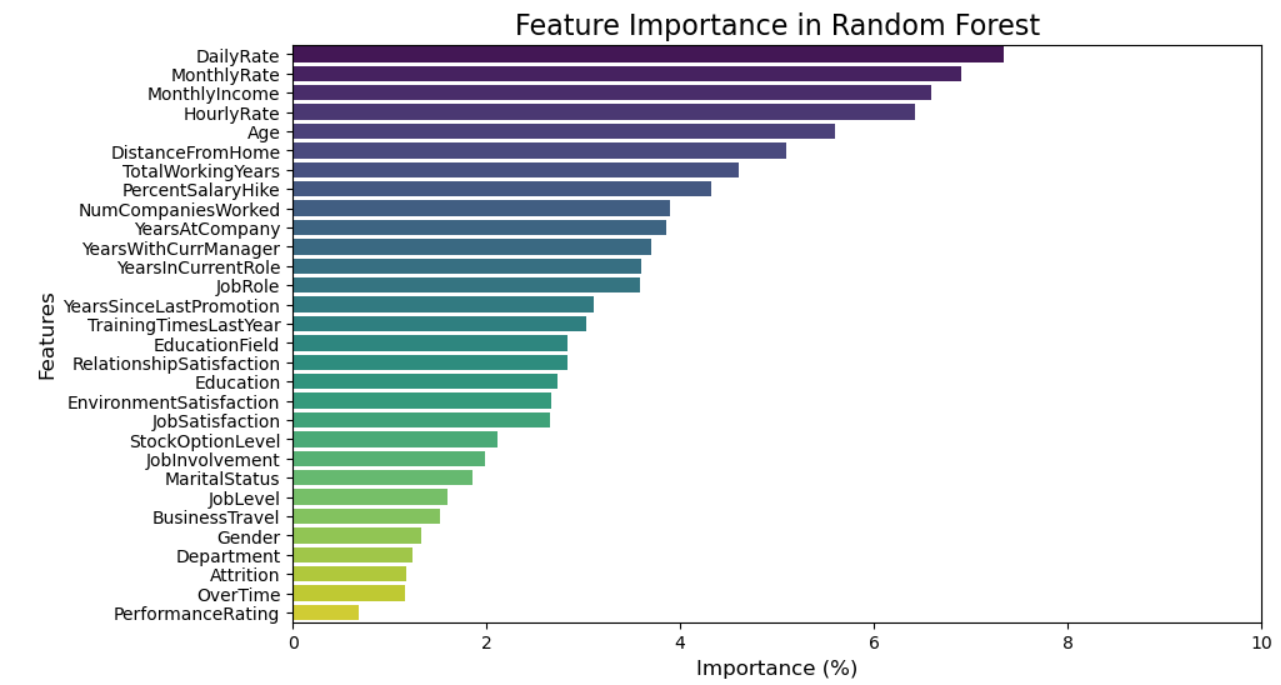 Feature Importance in Random Forest
Features
DailyRate
MonthlyRate
MonthlyIncome
HourlyRate
Age
DistanceFromHome
TotalWorkingYears
PercentSalaryHike
NumCompaniesWorked
YearsAtCompany
YearsWithCurrManager
YearsInCurrentRole
JobRole
YearsSinceLastPromotion
TrainingTimesLastYear
EducationField
RelationshipSatisfaction
Education
EnvironmentSatisfaction
JobSatisfaction
StockOptionLevel
JobInvolvement
MaritalStatus
JobLevel
BusinessTravel
Gender
Department
Attrition
OverTime
PerformanceRating
0 2 4 6 8 10
Importance (%)